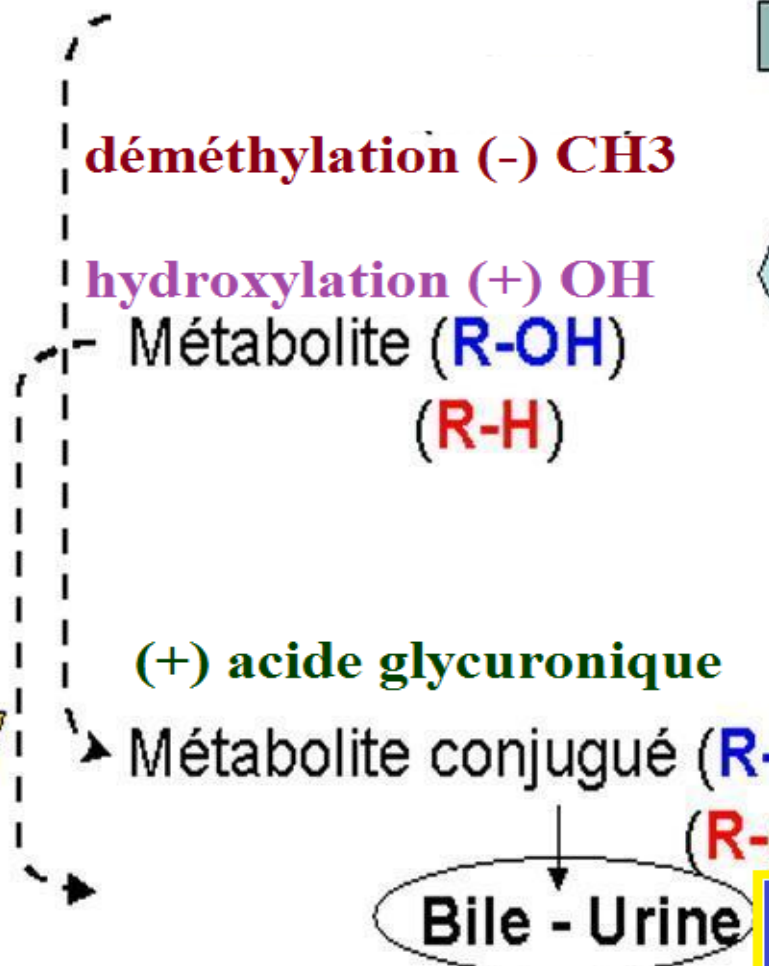 déméthylation (-) CH3
hydroxylation (+) OH
Métabolite (R-OH)
(R-H)
(+) acide glycuronique
Métabolite conjugué (R-
(R-
Bile - Urine